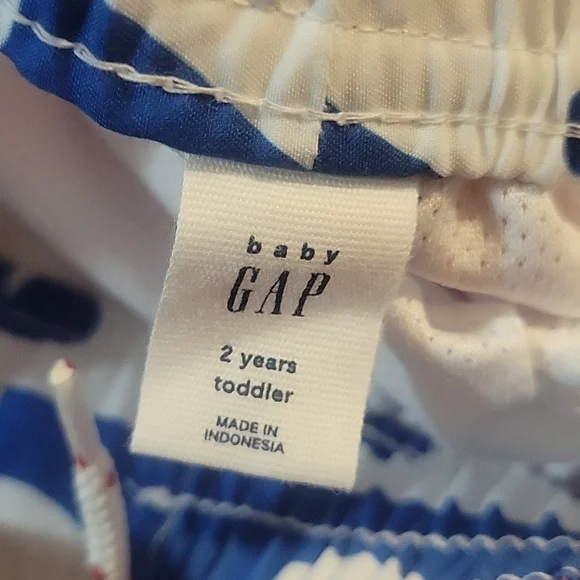 baby
GAP
2 years
toddler
MADE IN
INDONESIA